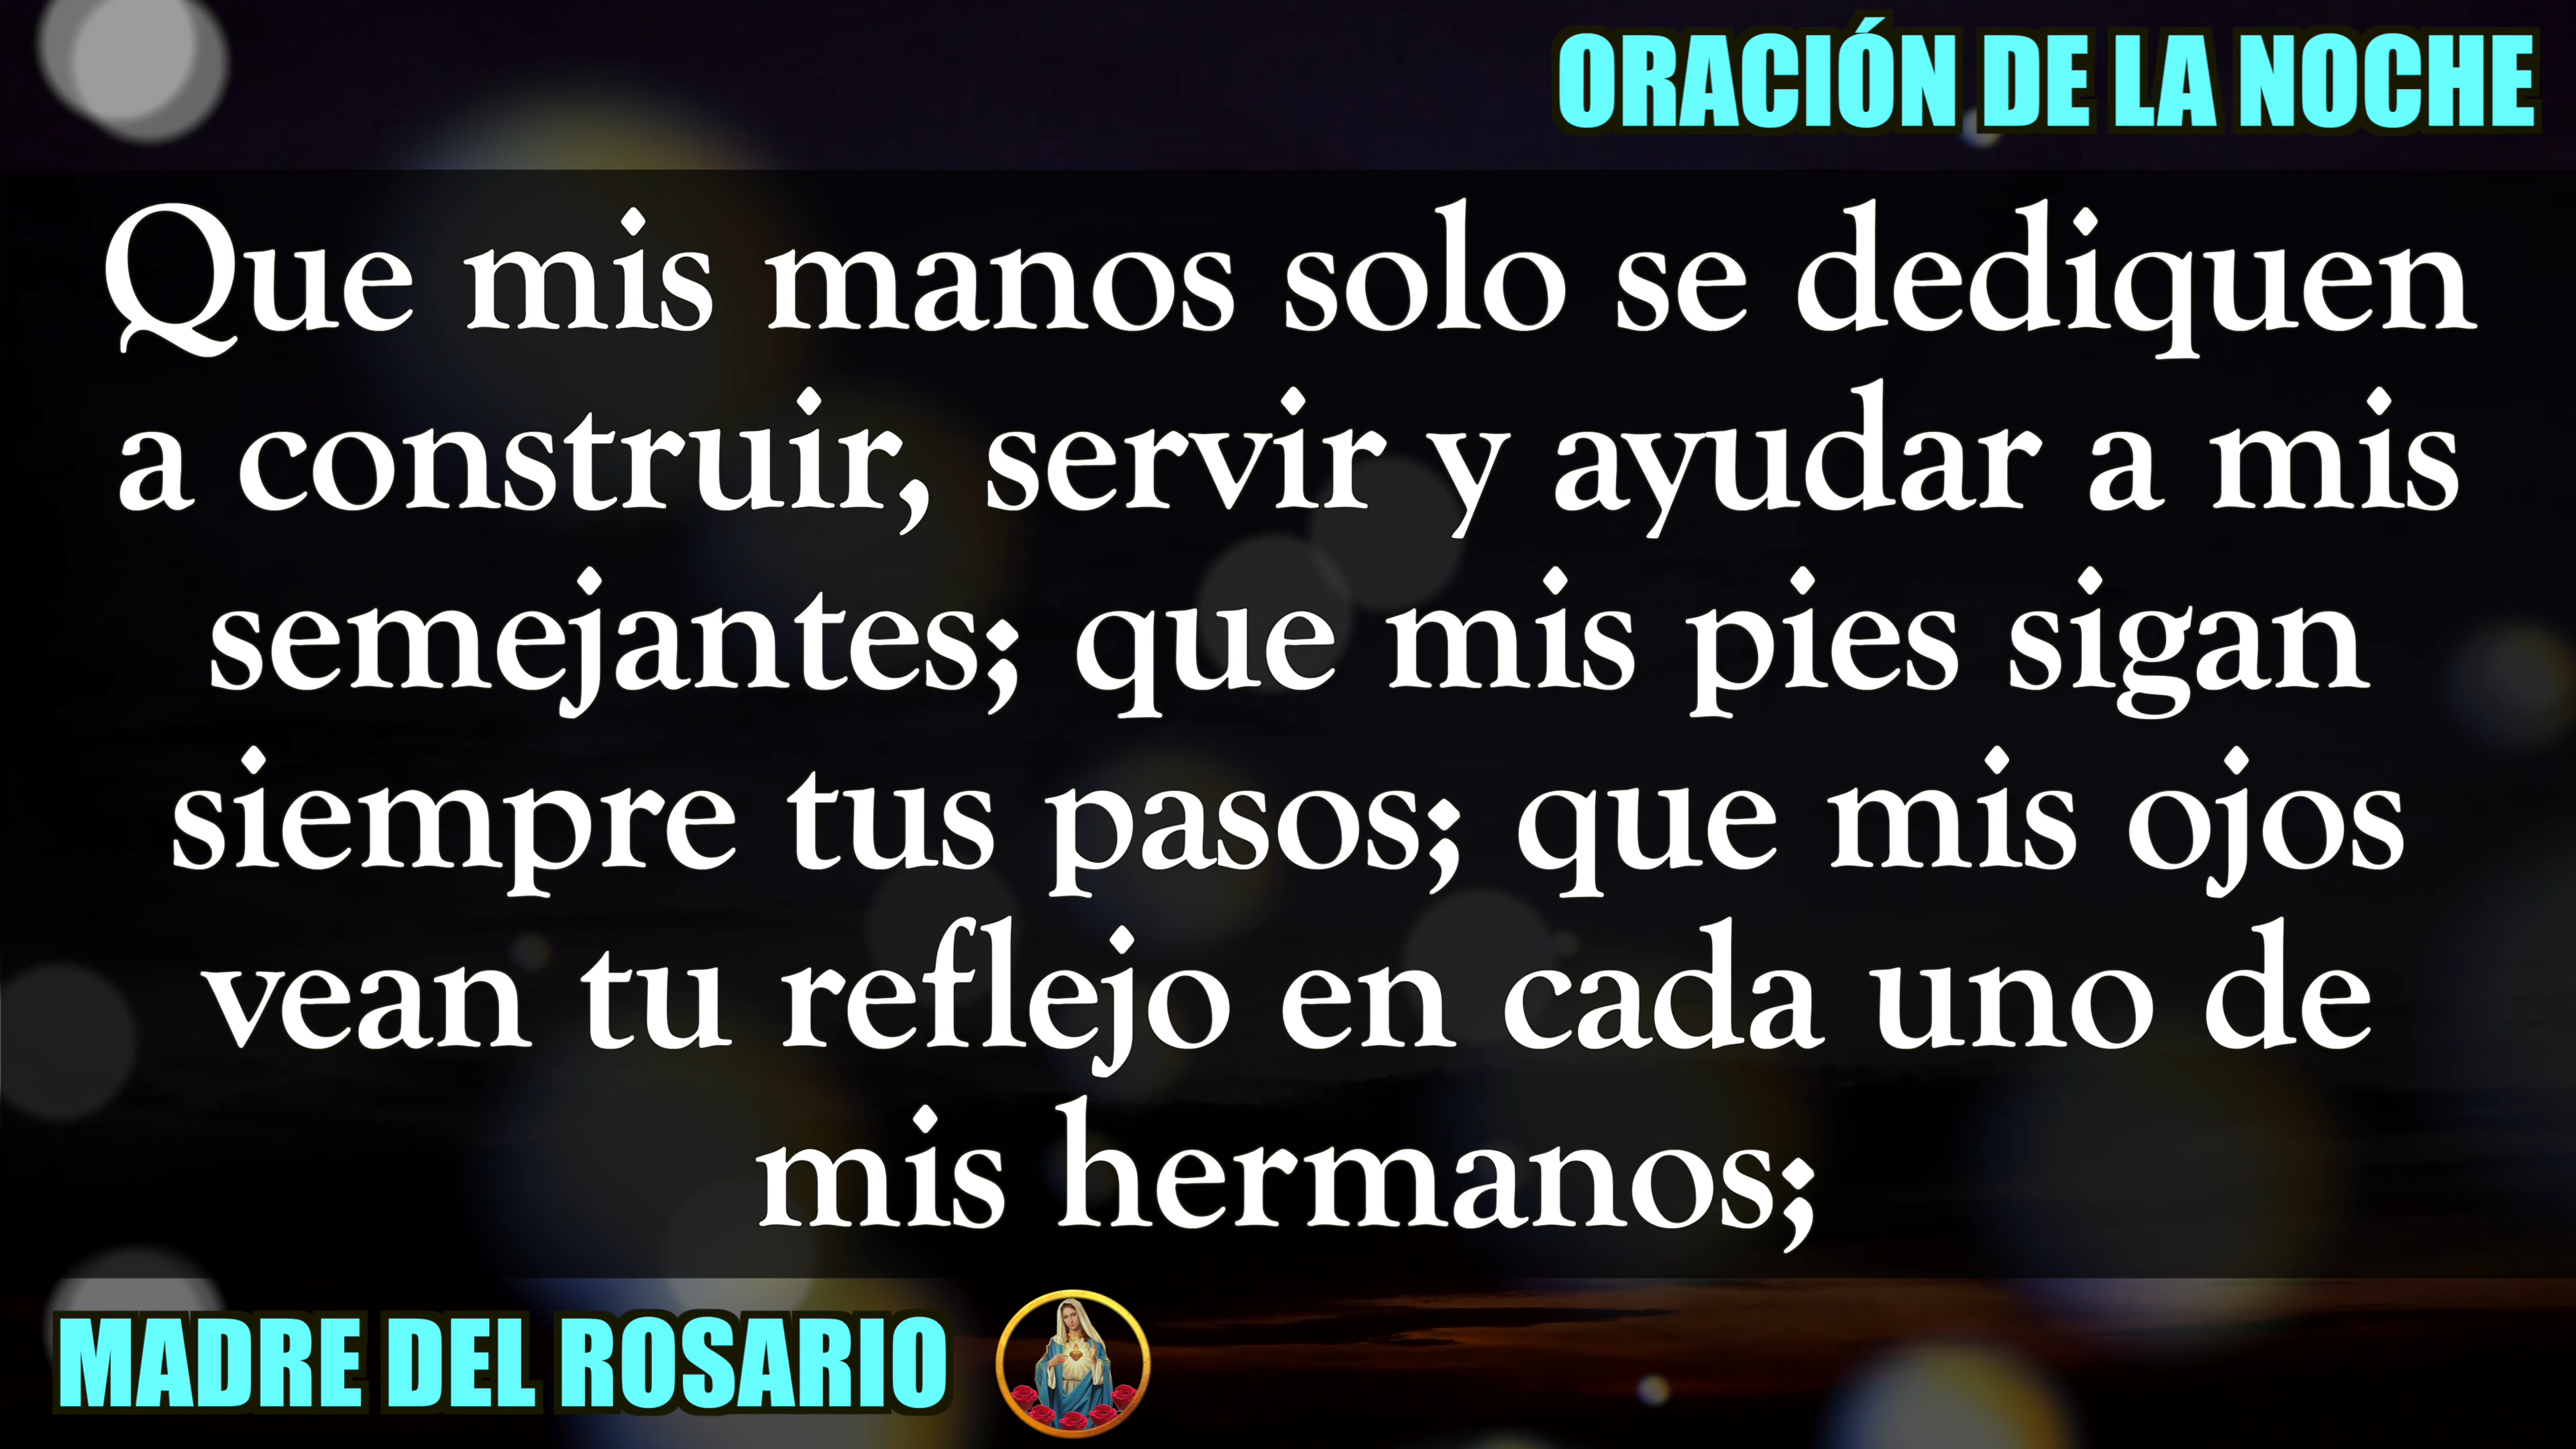 ORACIÓN DE LA NOCHE
Que mis manos solo se dediquen
a construir, servir y ayudar a mis
semejantes; que mis pies sigan
siempre tus pasos; que mis ojos
vean tu reflejo en cada uno de
mis hermanos;
MADRE DEL ROSARIO